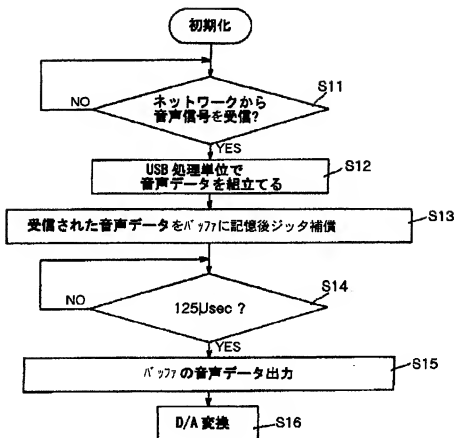 初期化
S11
ネットワークから
音声信号を受信?
NO
YES
S12
USB 処理単位で
音声データを組立てる
S13
受信された音声データをバッファに記憶後ジッタ補償
S14
NO
125μsec ?
YES
S15
バッファの音声データ出力
D/A 変換
S16